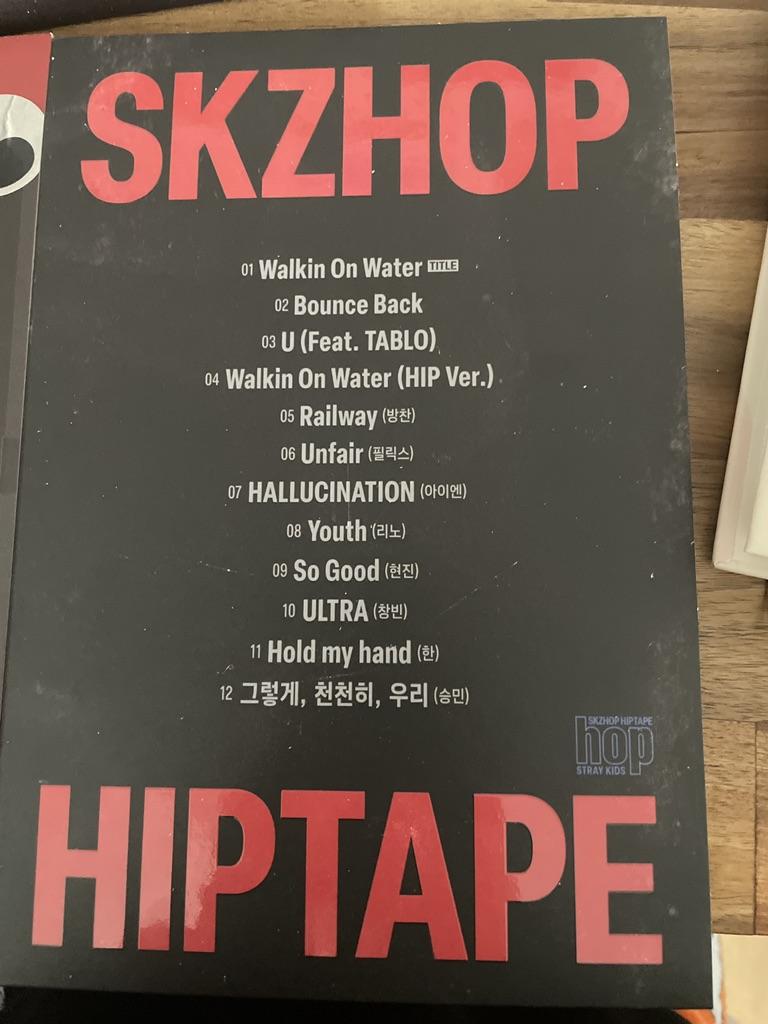 SKZHOP
01 Walkin On Water TITLE
02 Bounce Back
03 U (Feat. TABLO)
04 Walkin On Water (HIP Ver.)
05 Railway (방찬)
06 Unfair (필릭스)
07 HALLUCINATION (아이엔)
08 Youth (리노)
09 So Good (현진)
10 ULTRA (창빈)
11 Hold my hand (한)
12 그렇게, 천천히, 우리 (승민)
SKZHOP HIPTAPE
hop
STRAY KIDS
HIPTAPE